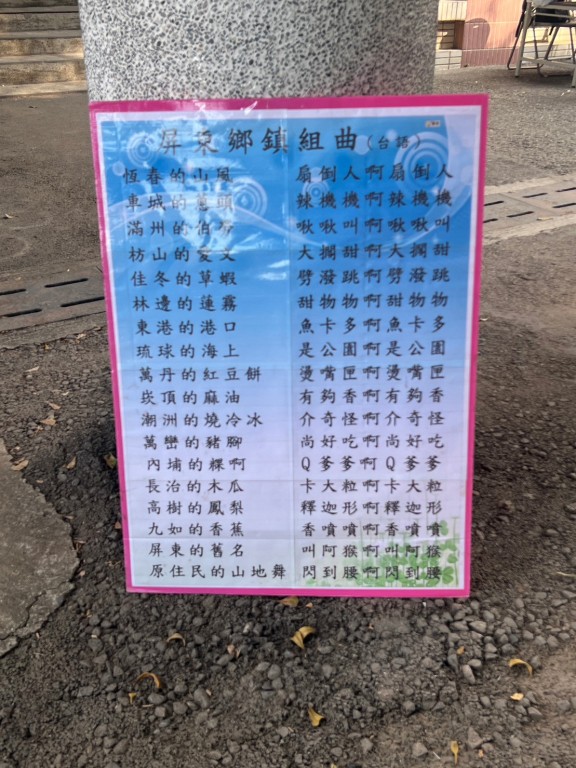 屏東鄉鎮組曲(台語)
恆春的山風 扇倒人啊扇倒人
車城的蔥頭 辣機機啊辣機機
滿州的伯勞 啾啾叫啊啾啾叫
枋山的愛文 大擱甜啊大擱甜
佳冬的草蝦 劈潑跳啊劈潑跳
林邊的蓮霧 甜物物啊甜物物
東港的港口 魚卡多啊魚卡多
琉球的海上 是公園啊是公園
萬丹的紅豆餅 燙嘴匣啊燙嘴匣
崁頂的麻油 有夠香啊有夠香
潮洲的燒冷冰 介奇怪啊介奇怪
萬巒的豬腳 尚好吃啊尚好吃
內埔的粿啊 Q爹爹啊Q爹爹
長治的木瓜 卡大粒啊卡大粒
高樹的鳳梨 釋迦形啊釋迦形
九如的香蕉 香噴噴啊香噴噴
屏東的舊名 叫阿猴啊叫阿猴
原住民的山地舞 閃到腰啊閃到腰